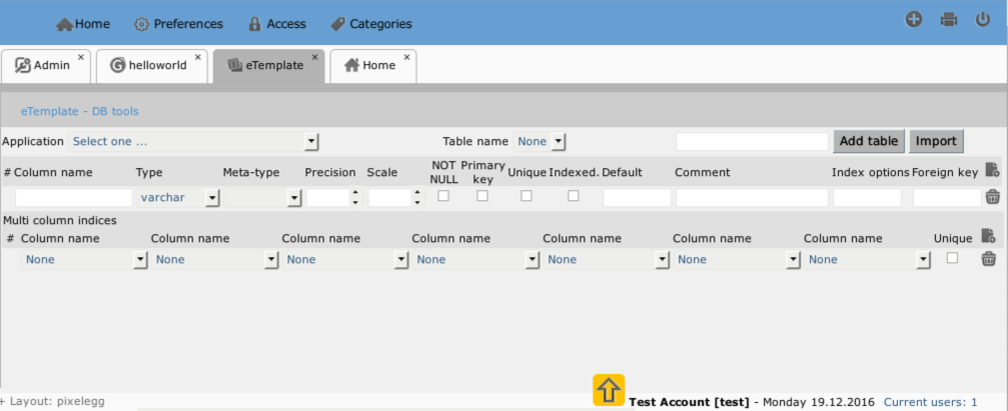 Home Preferences Access Categories
Admin × helloworld × eTemplate × Home ×
eTemplate - DB tools
Application Select one ... Table name None Add table Import
# Column name Type Meta-type Precision Scale NOT NULL Primary key Unique Indexed. Default Comment Index options Foreign key
varchar
Multi column indices
# Column name Column name Column name Column name Column name Column name Column name Unique
None None None None None None None
+ Layout: pixelegg Test Account [test] - Monday 19.12.2016 Current users: 1